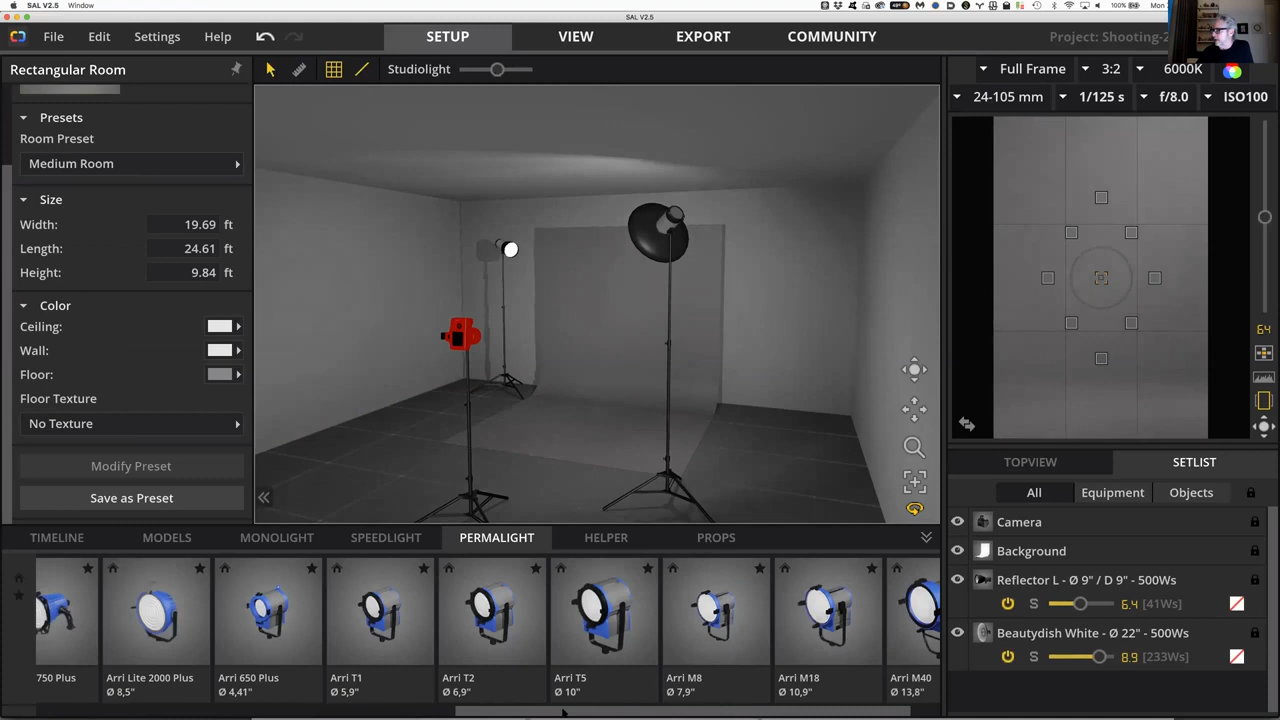 SAL V2.5 Window
100%
Mon
SAL V2.5
File Edit Settings Help
SETUP VIEW EXPORT COMMUNITY
Project: Shooting-2
Rectangular Room
Studiolight
Full Frame 3:2 6000K
24-105 mm 1/125 s f/8.0 ISO100
Presets
Room Preset
Medium Room
Size
Width: 19.69 ft
Length: 24.61 ft
Height: 9.84 ft
Color
Ceiling:
Wall:
Floor:
Floor Texture
No Texture
Modify Preset
Save as Preset
64
TOPVIEW SETLIST
All Equipment Objects
Camera
Background
Reflector L - Ø 9" / D 9" - 500Ws
S 6.4 [41Ws]
Beautydish White - Ø 22" - 500Ws
S 8.9 [233Ws]
TIMELINE MODELS MONOLIGHT SPEEDLIGHT PERMALIGHT HELPER PROPS
750 Plus
Arri Lite 2000 Plus
Ø 8,5"
Arri 650 Plus
Ø 4,41"
Arri T1
Ø 5,9"
Arri T2
Ø 6,9"
Arri T5
Ø 10"
Arri M8
Ø 7,9"
Arri M18
Ø 10,9"
Arri M40
Ø 13,8"